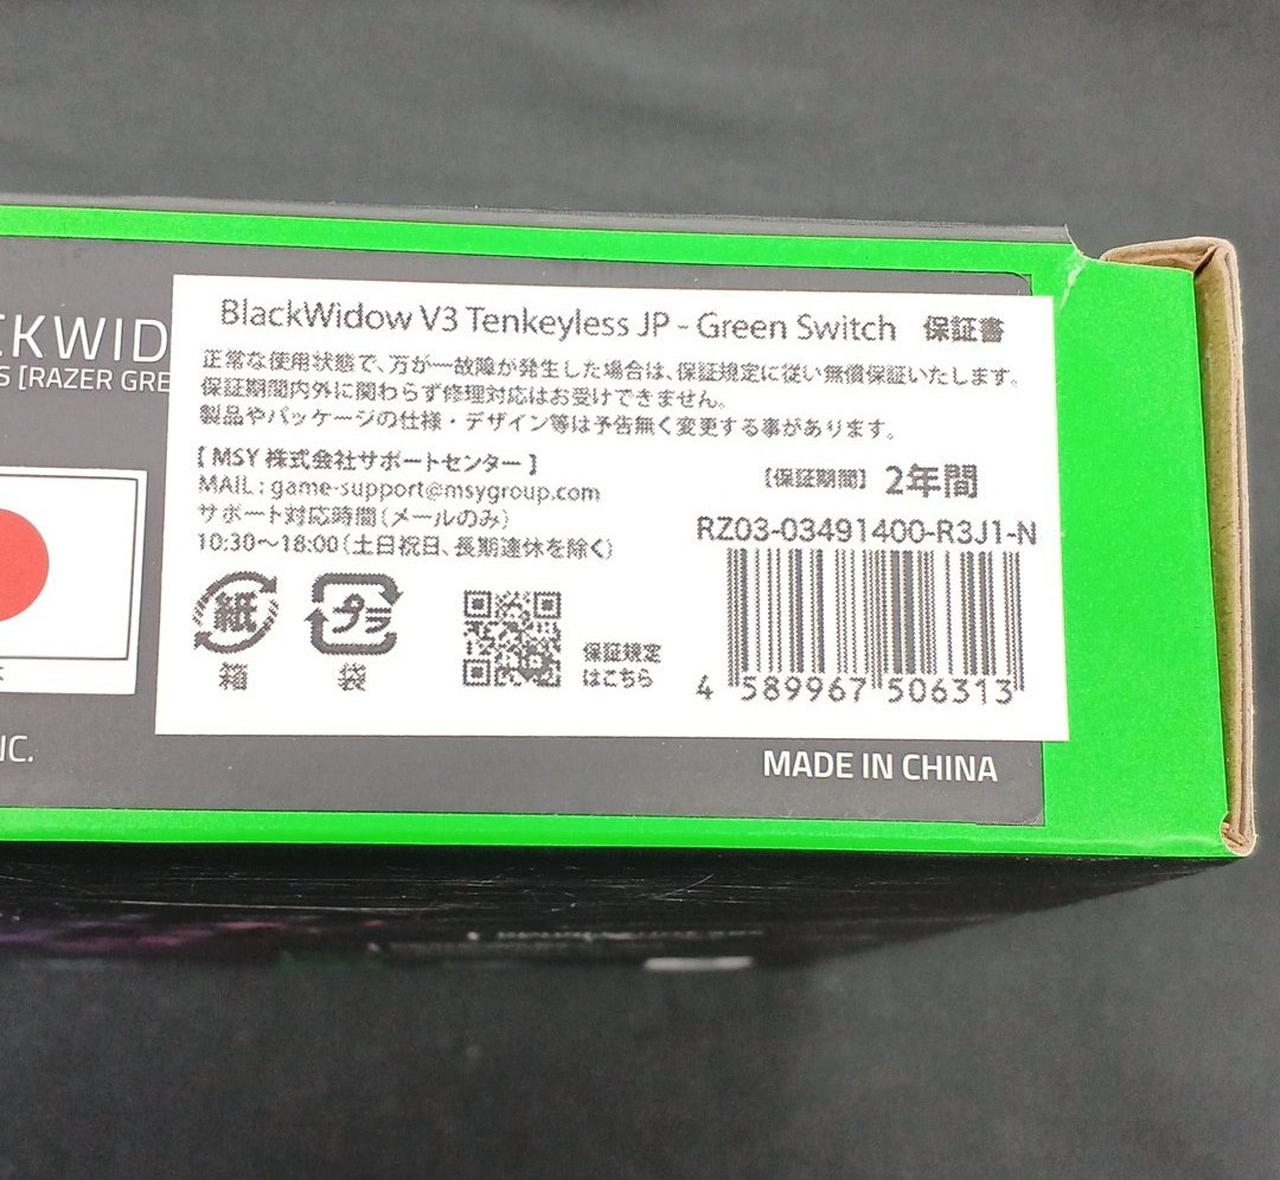 CKWID
S [RAZER GRE
BlackWidow V3 Tenkeyless JP - Green Switch 保証書
正常な使用状態で、万が一故障が発生した場合は、保証規定に従い無償保証いたします。
保証期間内外に関わらず修理対応はお受けできません。
製品やパッケージの仕様・デザイン等は予告無く変更する事があります。
【 MSY 株式会社サポートセンター 】
MAIL : game-support@msygroup.com
サポート対応時間（メールのみ）
10:30～18:00（土日祝日、長期連休を除く）
【保証期間】 2年間
RZ03-03491400-R3J1-N
4 589967 506313
紙
箱
プラ
袋
保証規定
はこちら
IC.
MADE IN CHINA